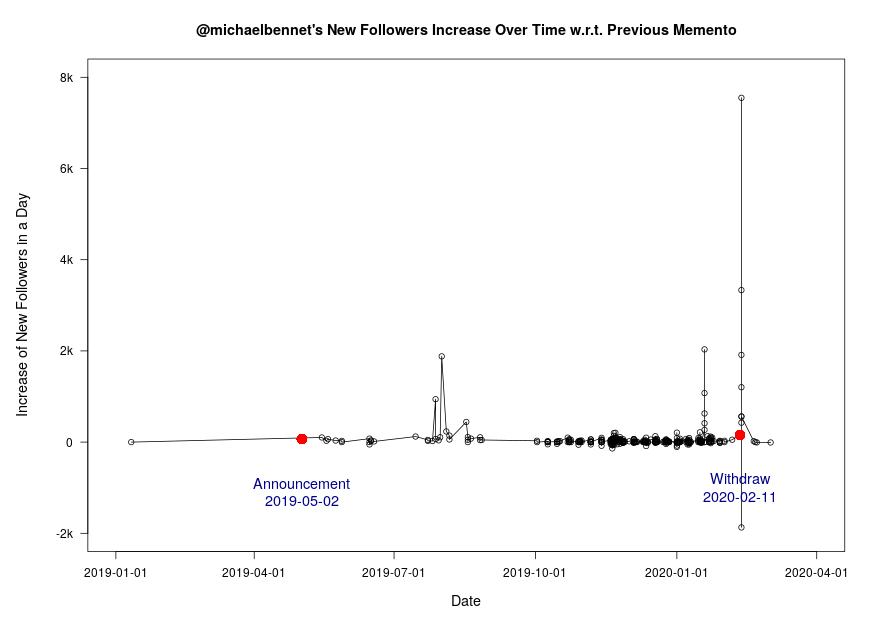 @michaelbennet's New Followers Increase Over Time w.r.t. Previous Memento
Increase of New Followers in a Day
8k
6k
4k
2k
0
-2k
Announcement
2019-05-02
Withdraw
2020-02-11
2019-01-01
2019-04-01
2019-07-01
2019-10-01
2020-01-01
2020-04-01
Date